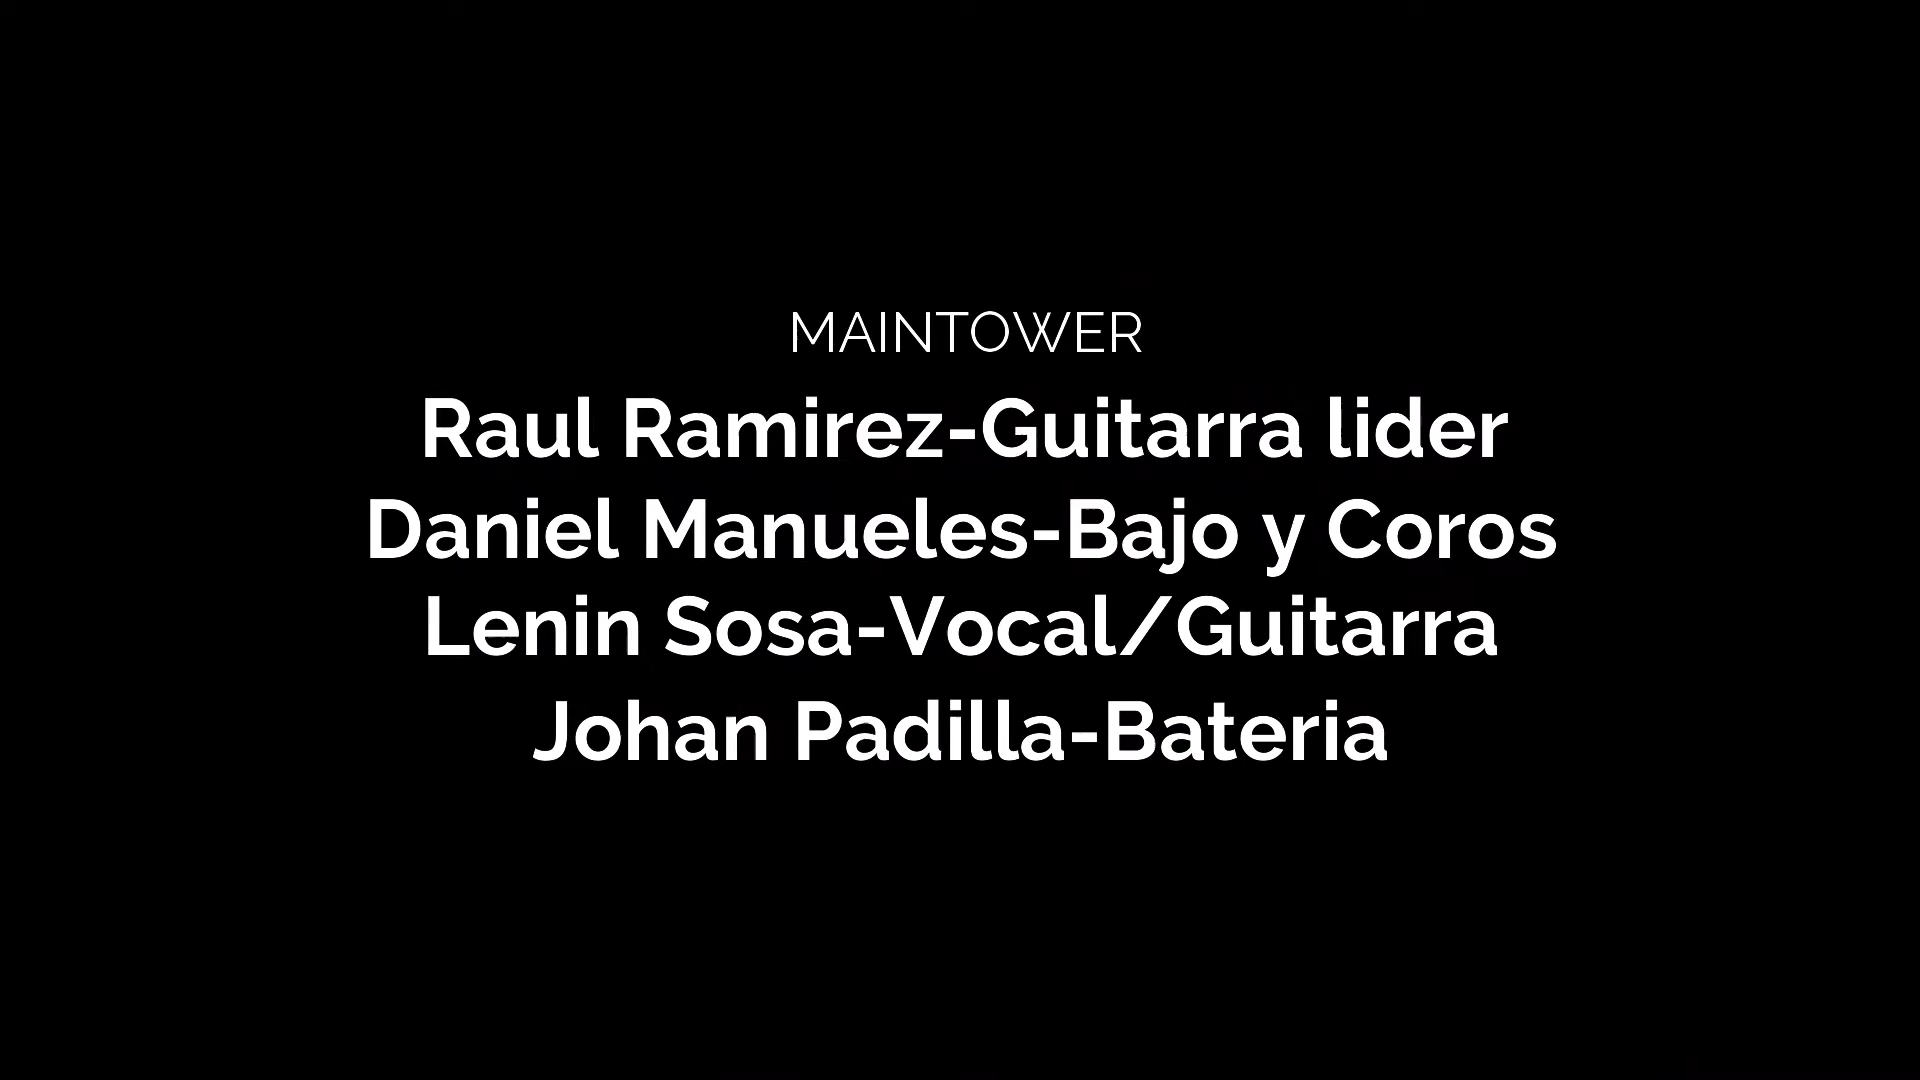 MAINTOWER
Raul Ramirez-Guitarra lider
Daniel Manueles-Bajo y Coros
Lenin Sosa-Vocal/Guitarra
Johan Padilla-Bateria